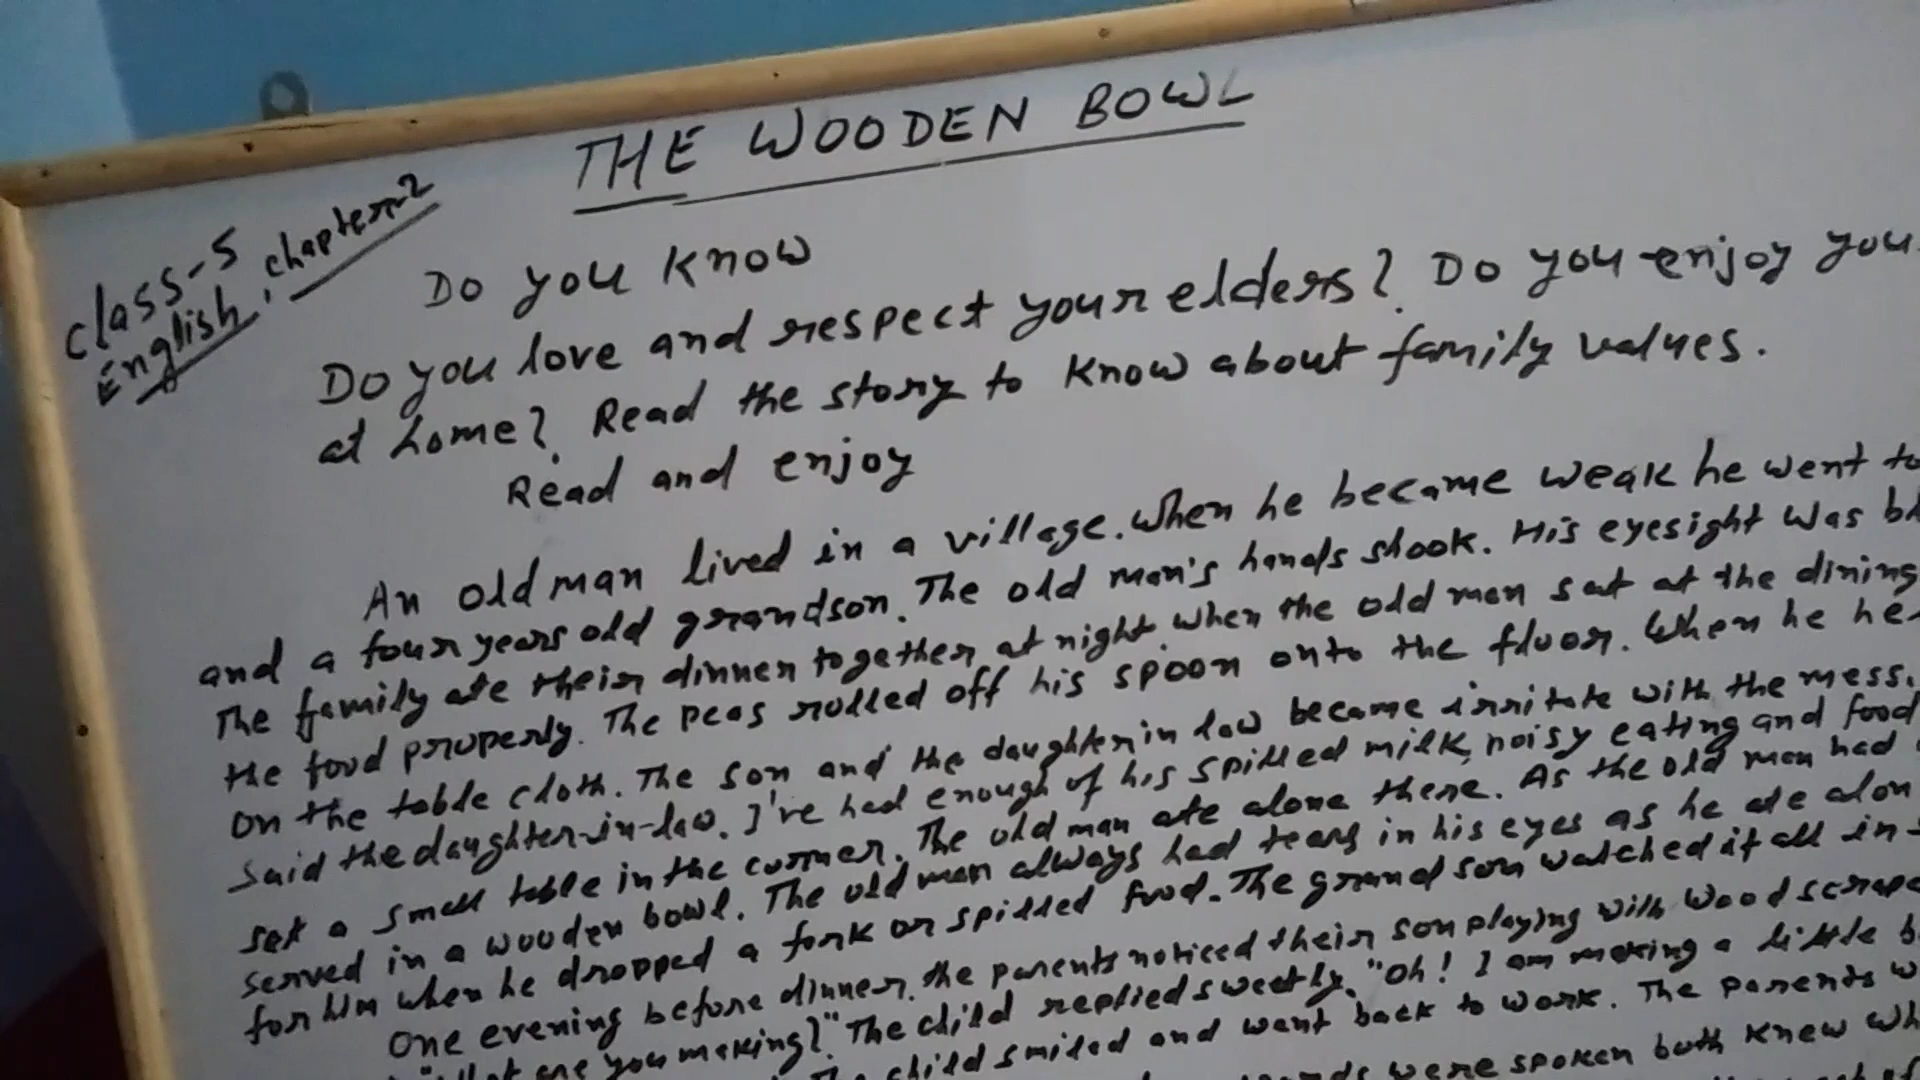 THE WOODEN BOWL
class-5
English, chapter-2
Do you know
Do you love and respect your elders? Do you enjoy
at home? Read the story to know about family values.
Read and enjoy
An old man lived in a village. When he became weak he went to
and a four years old grandson. The old man's hands shook. His eyesight was
The family ate their dinner together at night. When the old man sat at the dining
the food properly. The peas rolled off his spoon onto the floor. When he
on the table cloth. The son and the daughter in law became irritate with the mess.
said the daughter-in-law. I've had enough of his spilled milk, noisy eating and food
set a small table in the corner. The old man ate alone there. As the old man had
served in a wooden bowl. The old man always had tears in his eyes as he ate
for him when he dropped a fork or spilled food. The grand son watched it all in
One evening before dinner, the parents noticed their son playing with wood
are you making?" The child replied sweetly, "Oh! I am making a little
The child smiled and want back to work. The parents
were spoken both knew